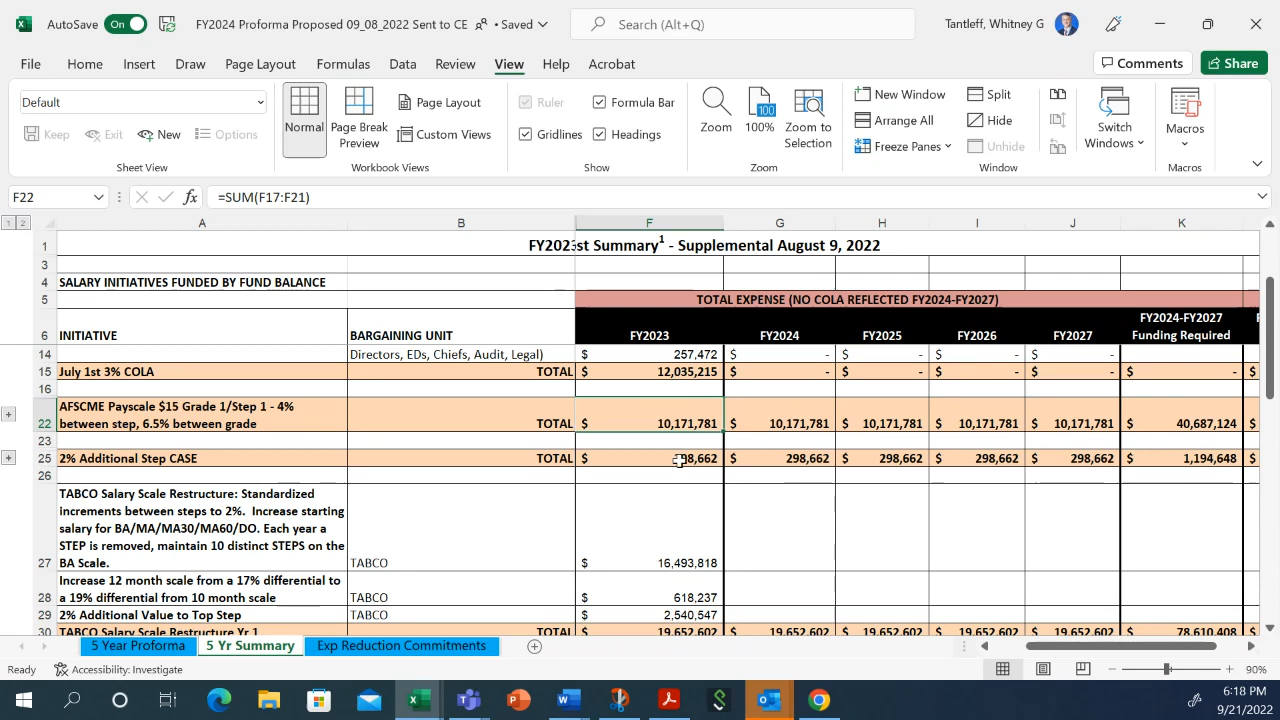 AutoSave On FY2024 Proforma Proposed 09_08_2022 Sent to CE • Saved Search (Alt+Q) Tantleff, Whitney G
File Home Insert Draw Page Layout Formulas Data Review View Help Acrobat Comments Share
Default Keep Exit New Options Sheet View
Normal Page Break Preview Page Layout Custom Views Workbook Views
Ruler Formula Bar Gridlines Headings Show
Zoom 100% Zoom to Selection Zoom
New Window Arrange All Freeze Panes Split Hide Unhide Switch Windows Window
Macros Macros
F22 fx =SUM(F17:F21)
1 2 A B F G H I J K
1 FY2023st Summary1 - Supplemental August 9, 2022
3
4 SALARY INITIATIVES FUNDED BY FUND BALANCE
5 TOTAL EXPENSE (NO COLA REFLECTED FY2024-FY2027)
6 INITIATIVE BARGAINING UNIT FY2023 FY2024 FY2025 FY2026 FY2027 FY2024-FY2027 Funding Required
14 Directors, EDs, Chiefs, Audit, Legal) $ 257,472 $ - $ - $ - $ -
15 July 1st 3% COLA TOTAL $ 12,035,215 $ - $ - $ - $ - $ - $
16
22 AFSCME Payscale $15 Grade 1/Step 1 - 4%
between step, 6.5% between grade TOTAL $ 10,171,781 $ 10,171,781 $ 10,171,781 $ 10,171,781 $ 10,171,781 $ 40,687,124 $
23
25 2% Additional Step CASE TOTAL $ 8,662 $ 298,662 $ 298,662 $ 298,662 $ 298,662 $ 1,194,648 $
26
TABCO Salary Scale Restructure: Standardized
increments between steps to 2%. Increase starting
salary for BA/MA/MA30/MA60/DO. Each year a
STEP is removed, maintain 10 distinct STEPS on the
27 BA Scale. TABCO $ 16,493,818
Increase 12 month scale from a 17% differential to
28 a 19% differential from 10 month scale TABCO $ 618,237
29 2% Additional Value to Top Step TABCO $ 2,540,547
30 TABCO Salary Scale Restructure Yr 1 TOTAL $ 19,652,602 $ 19,652,602 $ 19,652,602 $ 19,652,602 $ 19,652,602 $ 78,610,408 $
5 Year Proforma 5 Yr Summary Exp Reduction Commitments
Ready Accessibility: Investigate 90%
6:18 PM
9/21/2022